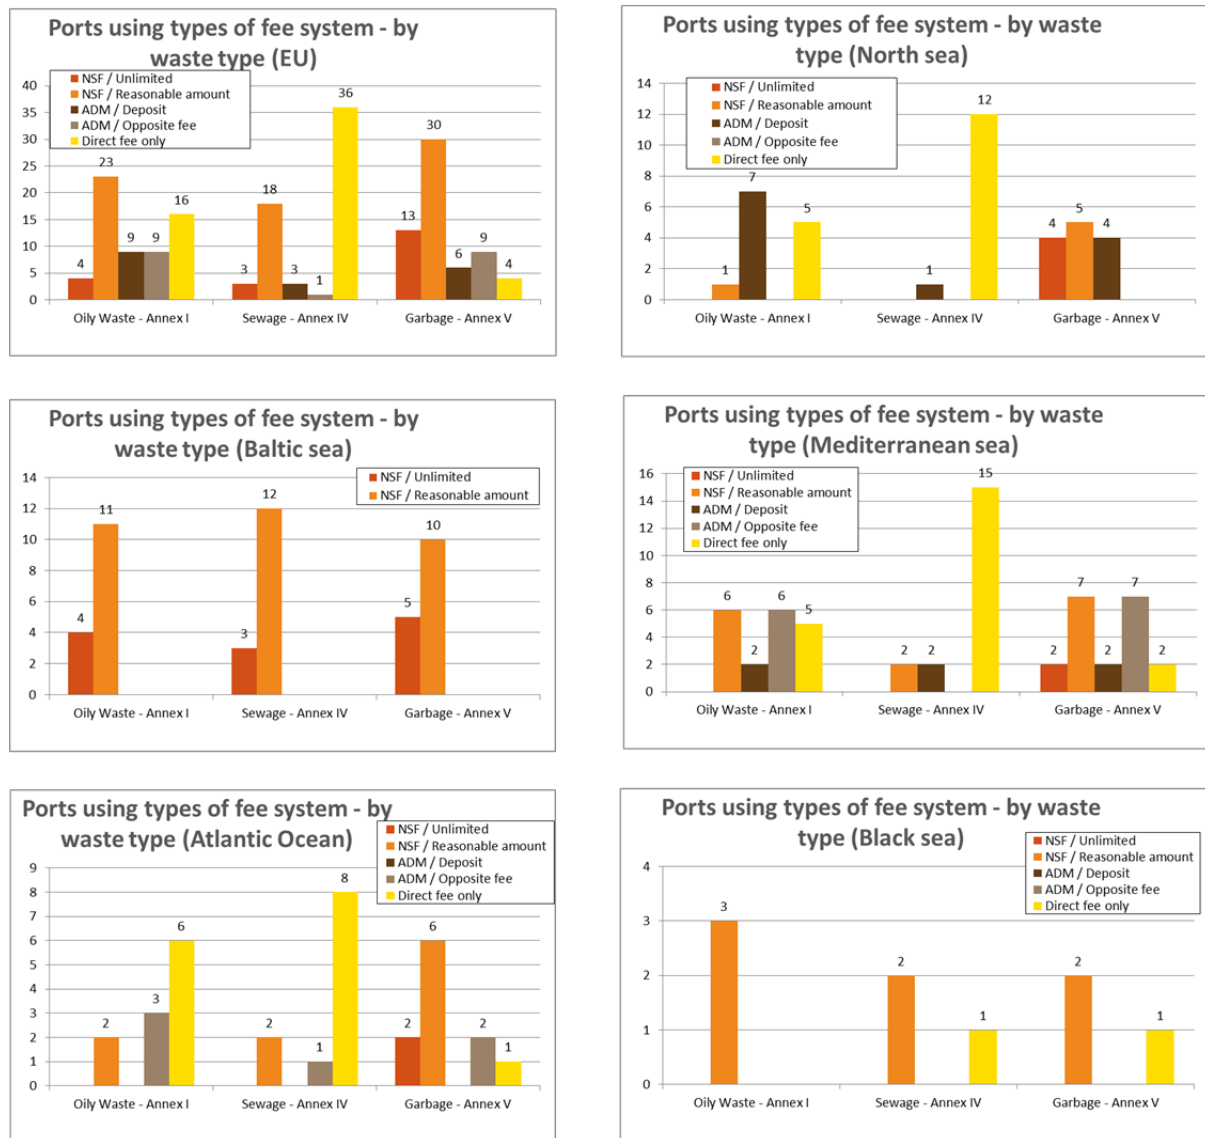 Ports using types of fee system - by
waste type (EU)
NSF / Unlimited
NSF / Reasonable amount
ADM / Deposit
ADM / Opposite fee
Direct fee only
40
35
30
25
20
15
10
5
0
4
23
9
9
16
3
18
3
1
36
13
30
6
9
4
Oily Waste - Annex I
Sewage - Annex IV
Garbage - Annex V
Ports using types of fee system - by waste
type (North sea)
NSF / Unlimited
NSF / Reasonable amount
ADM / Deposit
ADM / Opposite fee
Direct fee only
14
12
10
8
6
4
2
0
1
7
5
1
12
4
5
4
Oily Waste - Annex I
Sewage - Annex IV
Garbage - Annex V
Ports using types of fee system - by
waste type (Baltic sea)
NSF / Unlimited
NSF / Reasonable amount
14
12
10
8
6
4
2
0
4
11
3
12
5
10
Oily Waste - Annex I
Sewage - Annex IV
Garbage - Annex V
Ports using types of fee system - by waste
type (Mediterranean sea)
NSF / Unlimited
NSF / Reasonable amount
ADM / Deposit
ADM / Opposite fee
Direct fee only
16
14
12
10
8
6
4
2
0
6
2
6
5
2
2
15
2
7
2
7
2
Oily Waste - Annex I
Sewage - Annex IV
Garbage - Annex V
Ports using types of fee system - by
waste type (Atlantic Ocean)
NSF / Unlimited
NSF / Reasonable amount
ADM / Deposit
ADM / Opposite fee
Direct fee only
9
8
7
6
5
4
3
2
1
0
2
3
6
2
1
8
2
6
2
1
Oily Waste - Annex I
Sewage - Annex IV
Garbage - Annex V
Ports using types of fee system - by waste
type (Black sea)
NSF / Unlimited
NSF / Reasonable amount
ADM / Deposit
ADM / Opposite fee
Direct fee only
4
3
2
1
0
3
2
1
2
1
Oily Waste - Annex I
Sewage - Annex IV
Garbage - Annex V